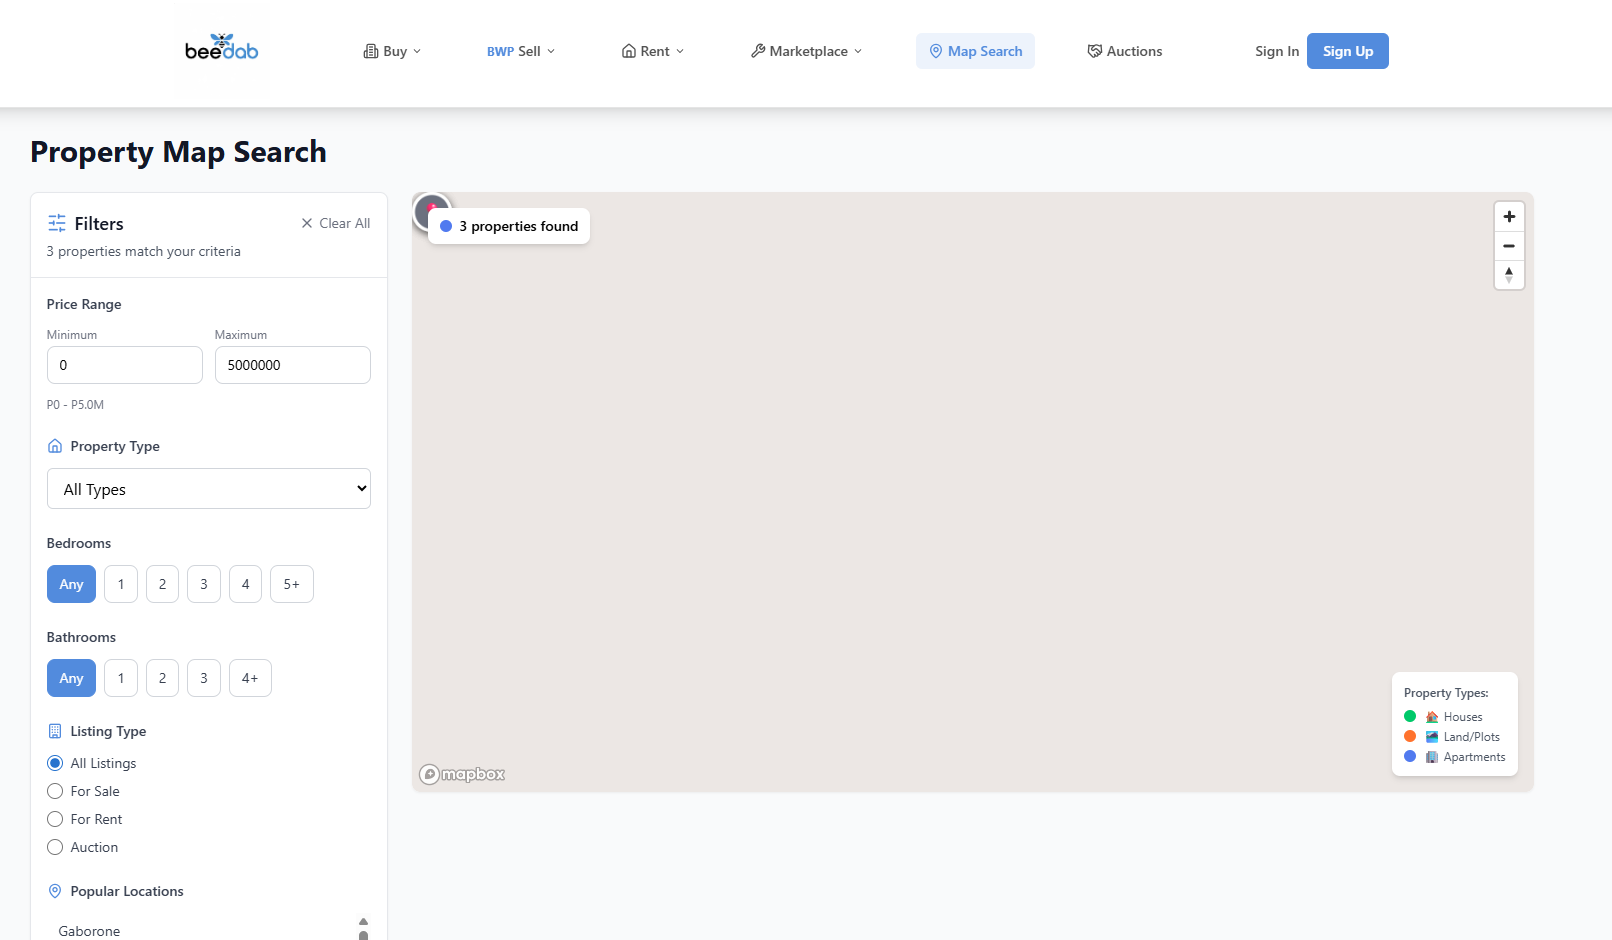 beedab
Buy
BWP Sell
Rent
Marketplace
Map Search
Auctions
Sign In
Sign Up
Property Map Search
Filters
Clear All
3 properties match your criteria
Price Range
Minimum
Maximum
0
5000000
P0 - P5.0M
Property Type
All Types
Bedrooms
Any 1 2 3 4 5+
Bathrooms
Any 1 2 3 4+
Listing Type
All Listings
For Sale
For Rent
Auction
Popular Locations
Gaborone
3 properties found
mapbox
Property Types:
Houses
Land/Plots
Apartments